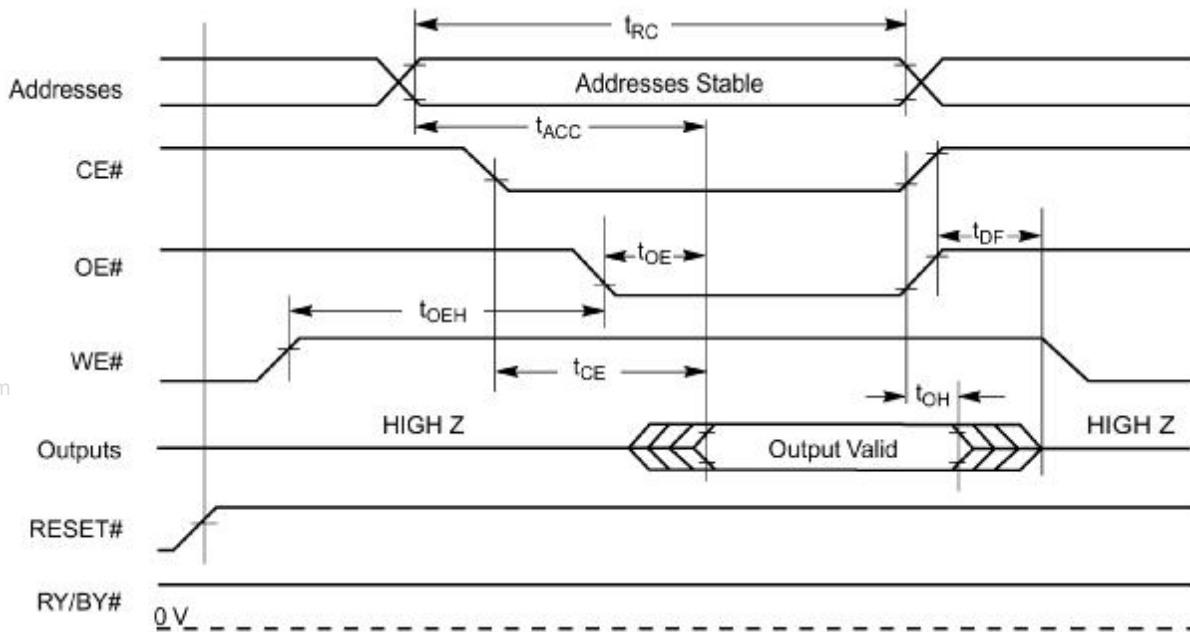 tRC
Addresses
Addresses Stable
tACC
CE#
tDF
OE#
tOE
tOEH
WE#
tCE
tOH
HIGH Z
HIGH Z
Outputs
Output Valid
RESET#
RY/BY#
0 V